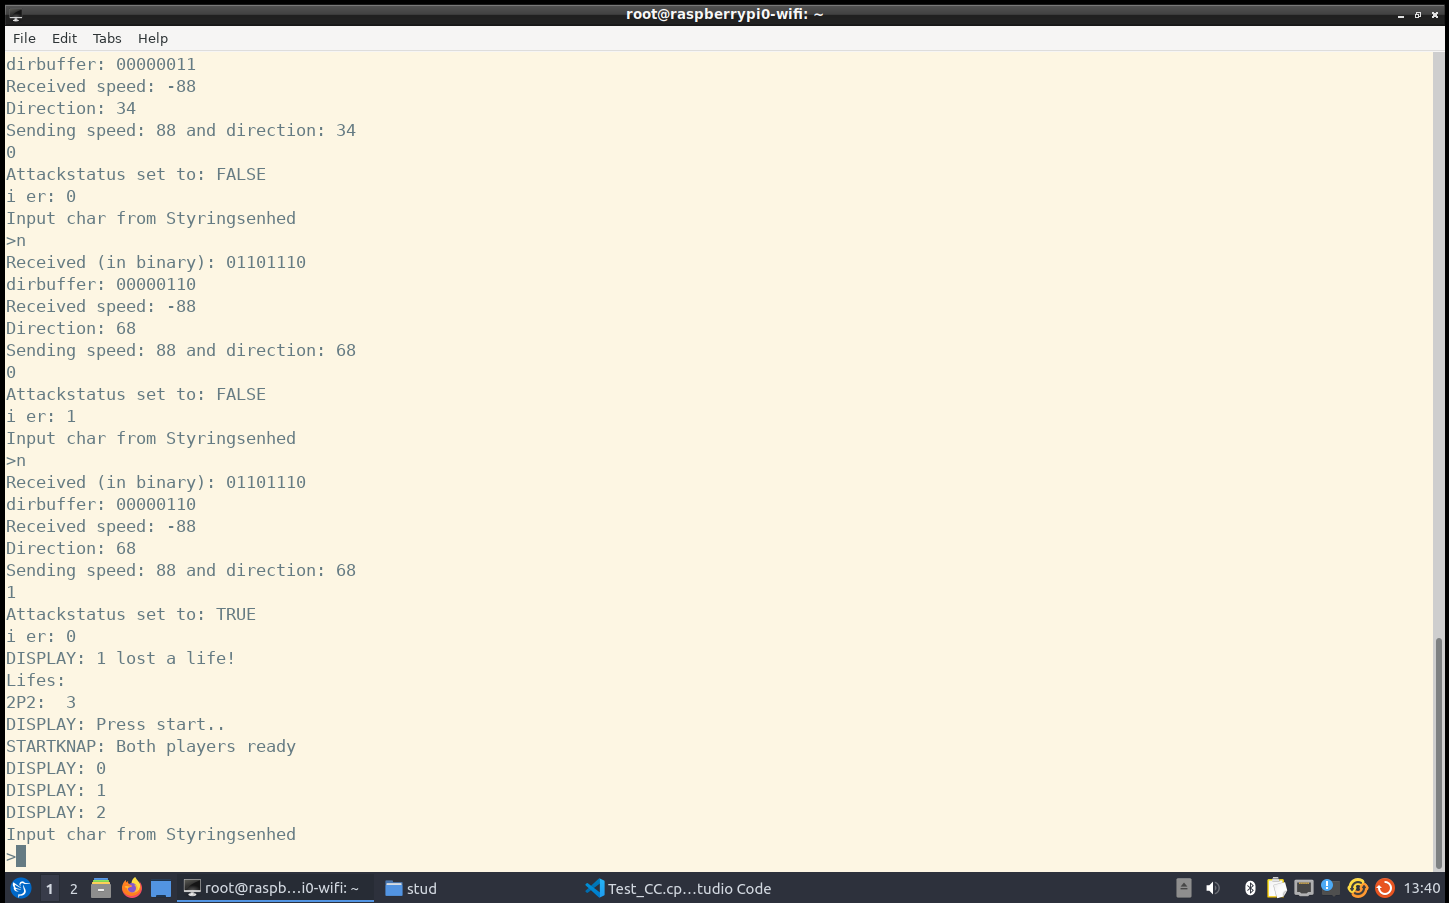 root@raspberrypi0-wifi: ~
File Edit Tabs Help
dirbuffer: 00000011
Received speed: -88
Direction: 34
Sending speed: 88 and direction: 34
0
Attackstatus set to: FALSE
i er: 0
Input char from Styringsenhed
>n
Received (in binary): 01101110
dirbuffer: 00000110
Received speed: -88
Direction: 68
Sending speed: 88 and direction: 68
0
Attackstatus set to: FALSE
i er: 1
Input char from Styringsenhed
>n
Received (in binary): 01101110
dirbuffer: 00000110
Received speed: -88
Direction: 68
Sending speed: 88 and direction: 68
1
Attackstatus set to: TRUE
i er: 0
DISPLAY: 1 lost a life!
Lifes:
2P2:  3
DISPLAY: Press start..
STARTKNAP: Both players ready
DISPLAY: 0
DISPLAY: 1
DISPLAY: 2
Input char from Styringsenhed
>
1 2 root@raspb...i0-wifi: ~ stud Test_CC.cp...tudio Code 13:40